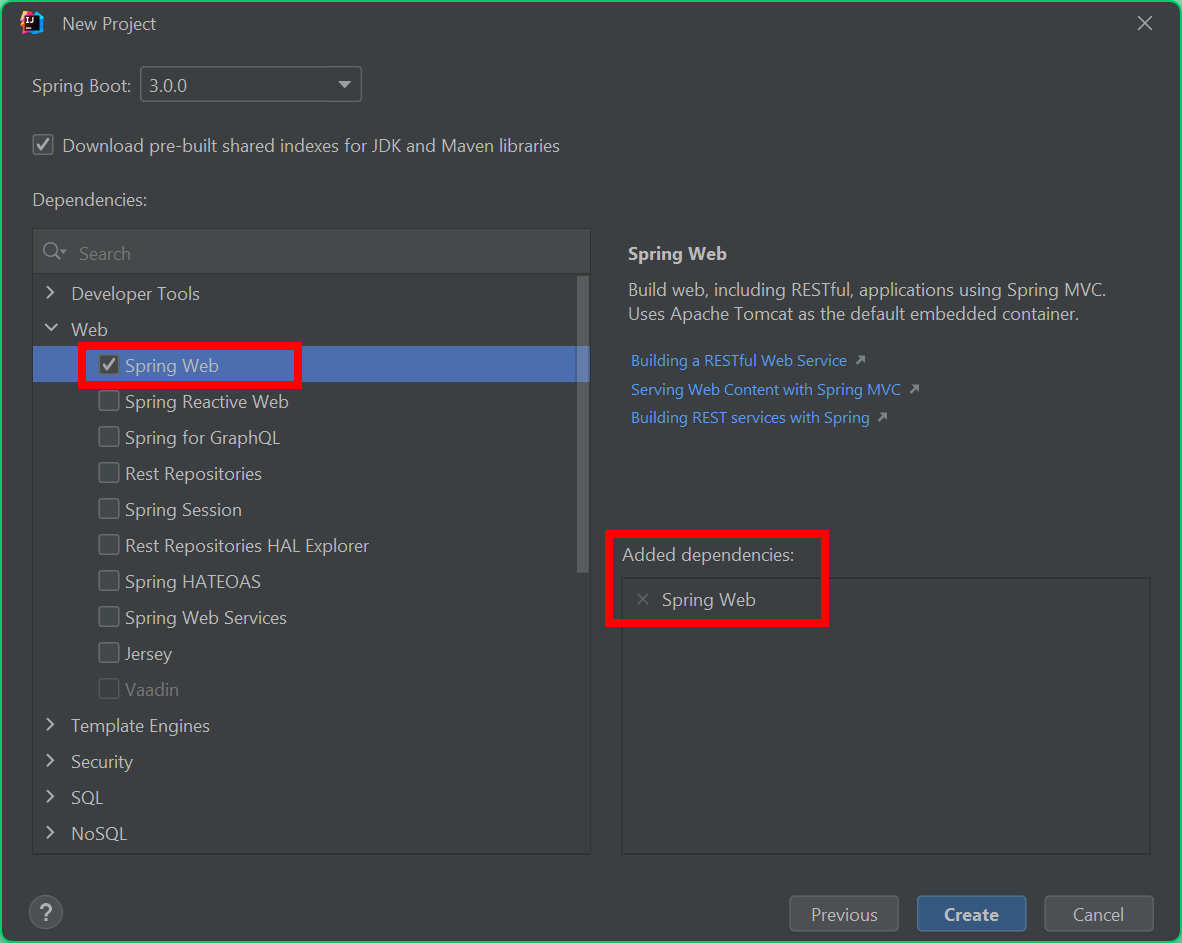 New Project
Spring Boot: 3.0.0
Download pre-built shared indexes for JDK and Maven libraries
Dependencies:
Search
Developer Tools
Web
Spring Web
Spring Reactive Web
Spring for GraphQL
Rest Repositories
Spring Session
Rest Repositories HAL Explorer
Spring HATEOAS
Spring Web Services
Jersey
Vaadin
Template Engines
Security
SQL
NoSQL
Spring Web
Build web, including RESTful, applications using Spring MVC.
Uses Apache Tomcat as the default embedded container.
Building a RESTful Web Service
Serving Web Content with Spring MVC
Building REST services with Spring
Added dependencies:
Spring Web
?
Previous
Create
Cancel